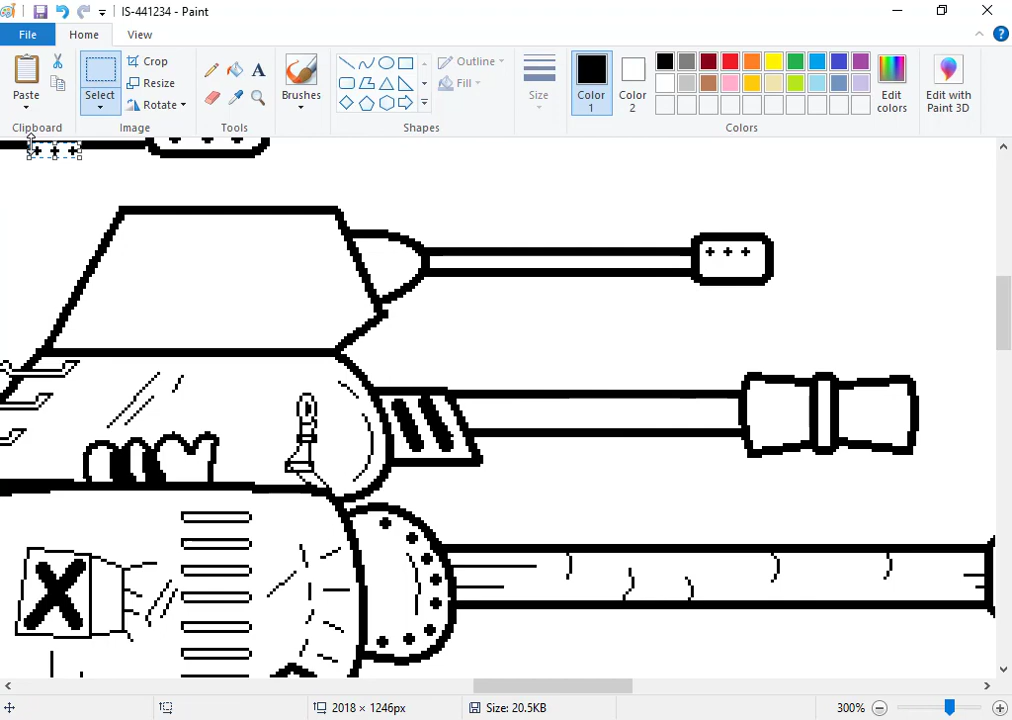 IS-441234 - Paint
File Home View
Paste
Select
Crop
Resize
Rotate
A
Brushes
Outline
Fill
Size
Color 1
Color 2
Edit colors
Edit with Paint 3D
Clipboard Image Tools Shapes Colors
2018 × 1246px
Size: 20.5KB
300%